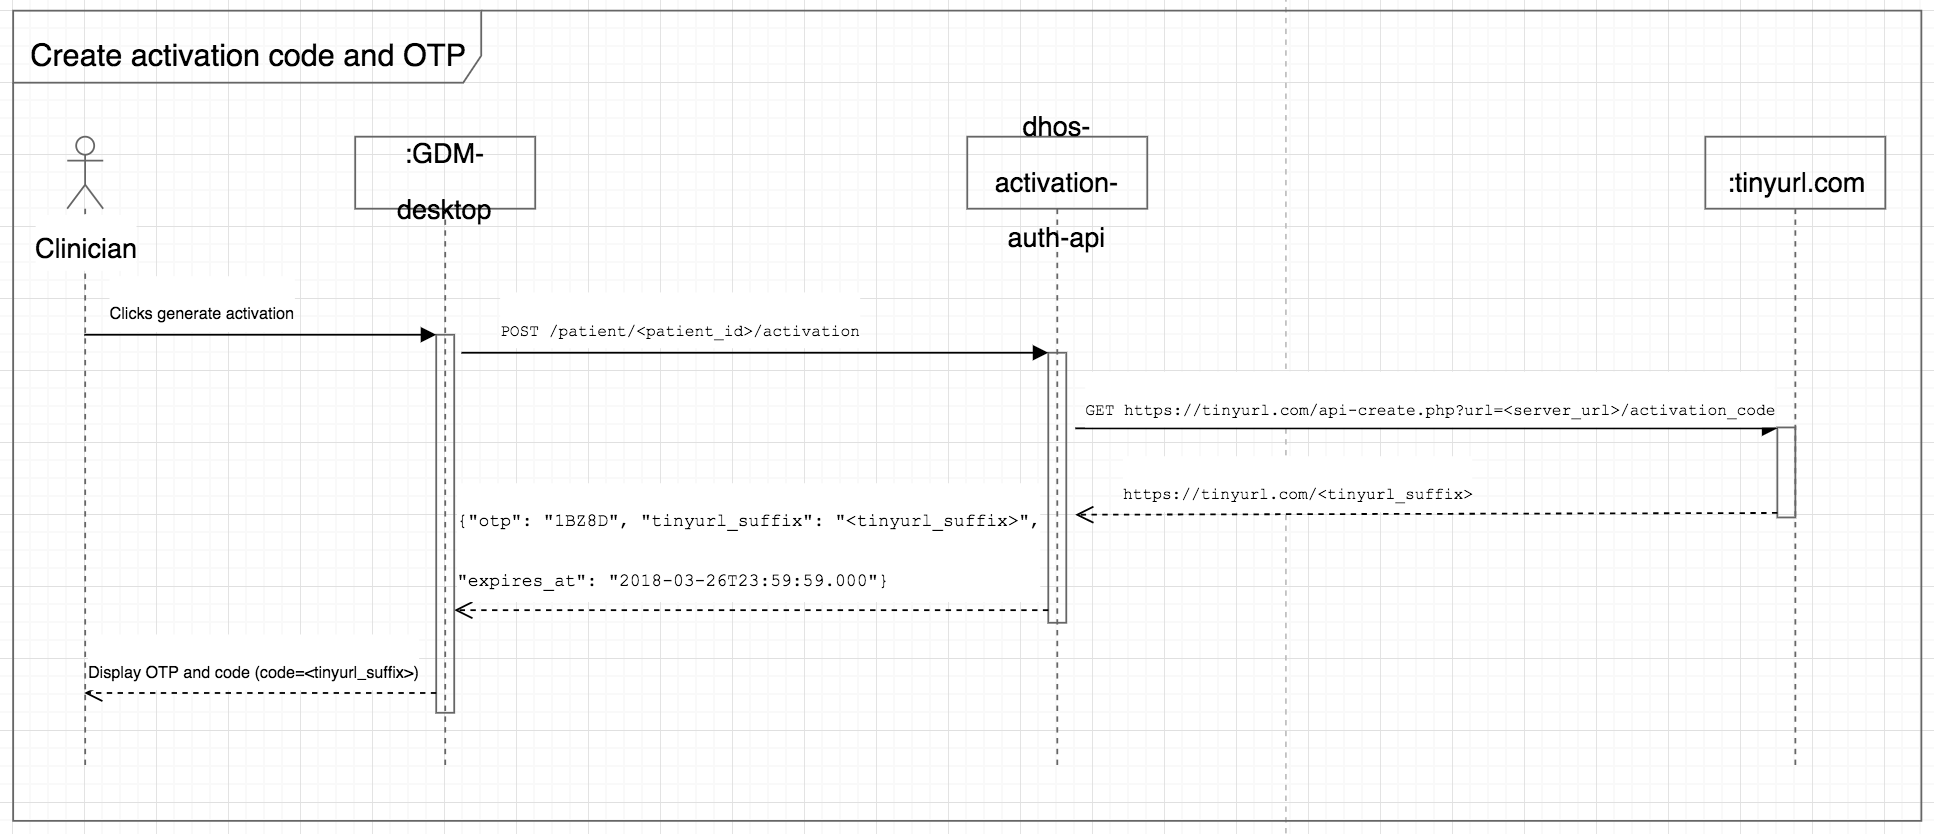 Create activation code and OTP
Clinician
:GDM-
desktop
dhos-
activation-
auth-api
:tinyurl.com
Clicks generate activation
POST /patient/<patient_id>/activation
GET https://tinyurl.com/api-create.php?url=<server_url>/activation_code
https://tinyurl.com/<tinyurl_suffix>
{"otp": "1BZ8D", "tinyurl_suffix": "<tinyurl_suffix>",
"expires_at": "2018-03-26T23:59:59.000"}
Display OTP and code (code=<tinyurl_suffix>)